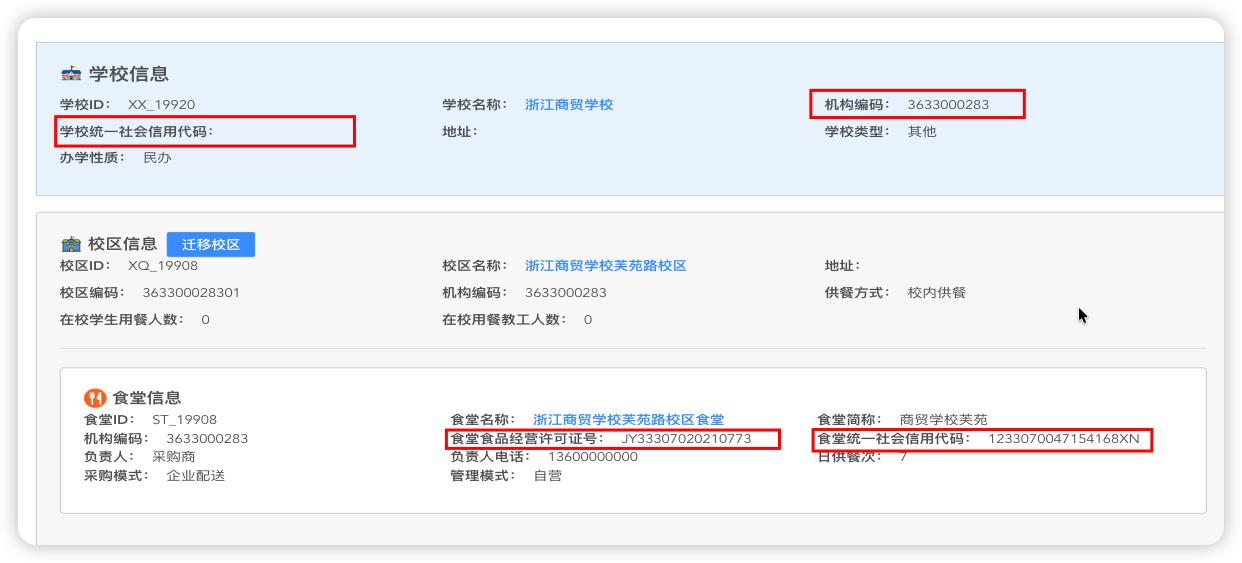 学校信息
学校ID： XX_19920 学校名称： 浙江商贸学校 机构编码： 3633000283
学校统一社会信用代码： 地址： 学校类型： 其他
办学性质： 民办
校区信息 迁移校区
校区ID： XQ_19908 校区名称： 浙江商贸学校芙苑路校区 地址：
校区编码： 363300028301 机构编码： 3633000283 供餐方式： 校内供餐
在校学生用餐人数： 0 在校用餐教工人数： 0
食堂信息
食堂ID： ST_19908 食堂名称： 浙江商贸学校芙苑路校区食堂 食堂简称： 商贸学校芙苑
机构编码： 3633000283 食堂食品经营许可证号： JY33307020210773 食堂统一社会信用代码： 1233070047154168XN
负责人： 采购商 负责人电话： 13600000000 日供餐次： 7
采购模式： 企业配送 管理模式： 自营